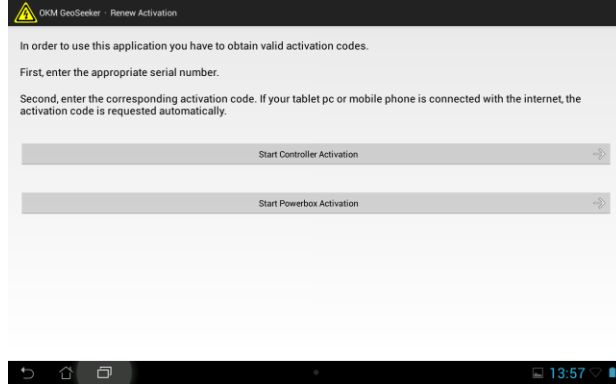 OKM GeoSeeker · Renew Activation
In order to use this application you have to obtain valid activation codes.
First, enter the appropriate serial number.
Second, enter the corresponding activation code. If your tablet pc or mobile phone is connected with the internet, the
activation code is requested automatically.
Start Controller Activation
Start Powerbox Activation
13:57